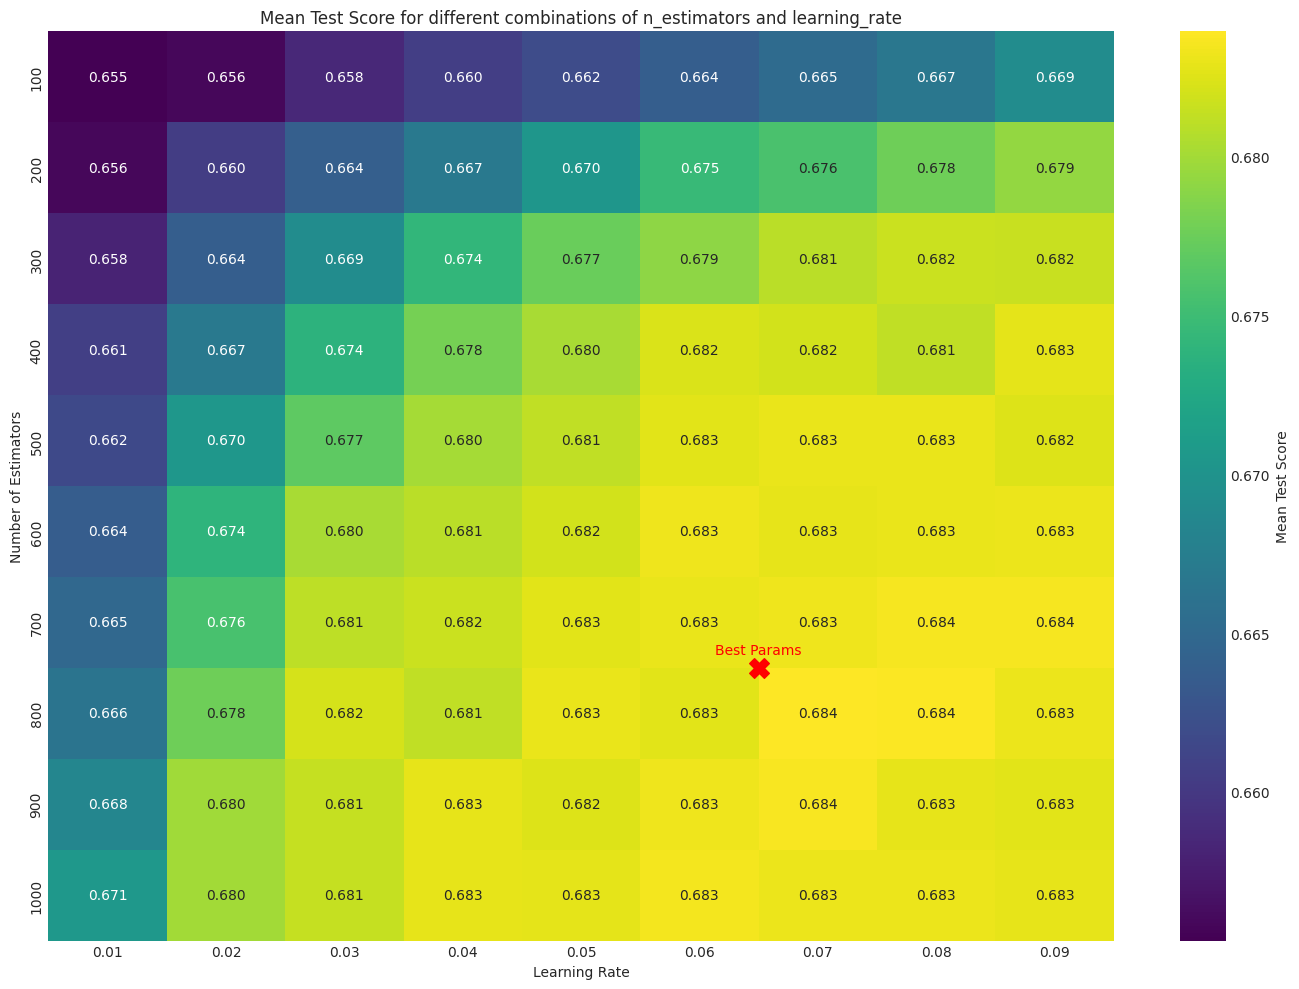 Mean Test Score for different combinations of n_estimators and learning_rate
100 0.655 0.656 0.658 0.660 0.662 0.664 0.665 0.667 0.669
200 0.656 0.660 0.664 0.667 0.670 0.675 0.676 0.678 0.679
300 0.658 0.664 0.669 0.674 0.677 0.679 0.681 0.682 0.682
400 0.661 0.667 0.674 0.678 0.680 0.682 0.682 0.681 0.683
500 0.662 0.670 0.677 0.680 0.681 0.683 0.683 0.683 0.682
600 0.664 0.674 0.680 0.681 0.682 0.683 0.683 0.683 0.683
700 0.665 0.676 0.681 0.682 0.683 0.683 0.683 0.684 0.684
Best Params
800 0.666 0.678 0.682 0.681 0.683 0.683 0.684 0.684 0.683
900 0.668 0.680 0.681 0.683 0.682 0.683 0.684 0.683 0.683
1000 0.671 0.680 0.681 0.683 0.683 0.683 0.683 0.683 0.683
0.01 0.02 0.03 0.04 0.05 0.06 0.07 0.08 0.09
Learning Rate
Number of Estimators
0.680
0.675
0.670
0.665
0.660
Mean Test Score